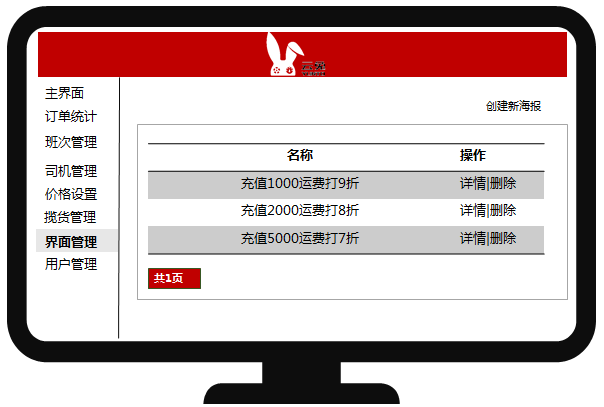 主界面
订单统计
班次管理
司机管理
价格设置
揽货管理
界面管理
用户管理
创建新海报
名称 操作
充值1000运费打9折 详情|删除
充值2000运费打8折 详情|删除
充值5000运费打7折 详情|删除
共1页